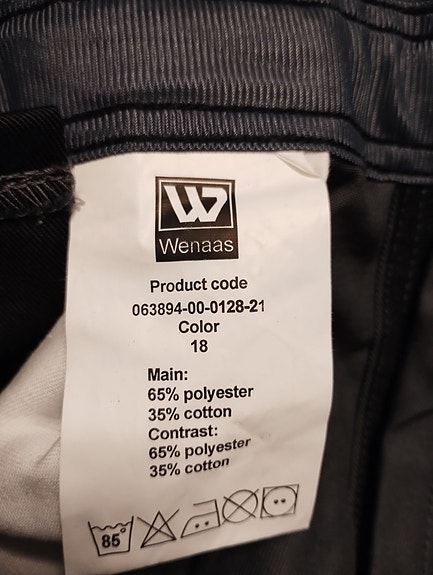 W
Wenaas
Product code
063894-00-0128-21
Color
18
Main:
65% polyester
35% cotton
Contrast:
65% polyester
35% cotton
85°